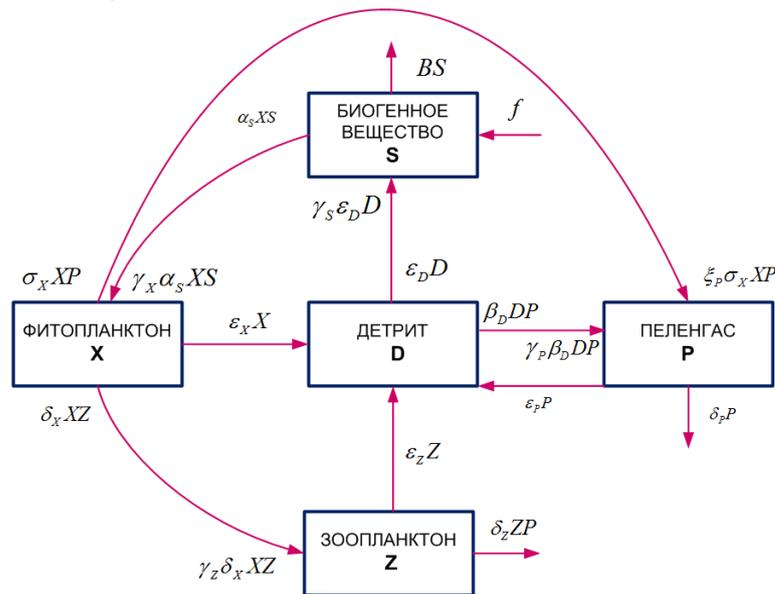 BS
БИОГЕННОЕ
ВЕЩЕСТВО
S
α_S XS
f
γ_S ε_D D
ε_D D
σ_X XP
γ_X α_S XS
ξ_P σ_X XP
ФИТОПЛАНКТОН
X
ε_X X
ДЕТРИТ
D
β_D DP
γ_P β_D DP
ПЕЛЕНГАС
P
ε_P P
δ_P P
δ_X XZ
ε_Z Z
γ_Z δ_X XZ
ЗООПЛАНКТОН
Z
δ_Z ZP